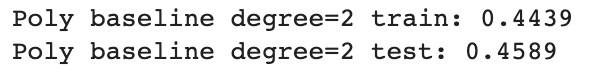 Poly baseline degree=2 train: 0.4439
Poly baseline degree=2 test: 0.4589